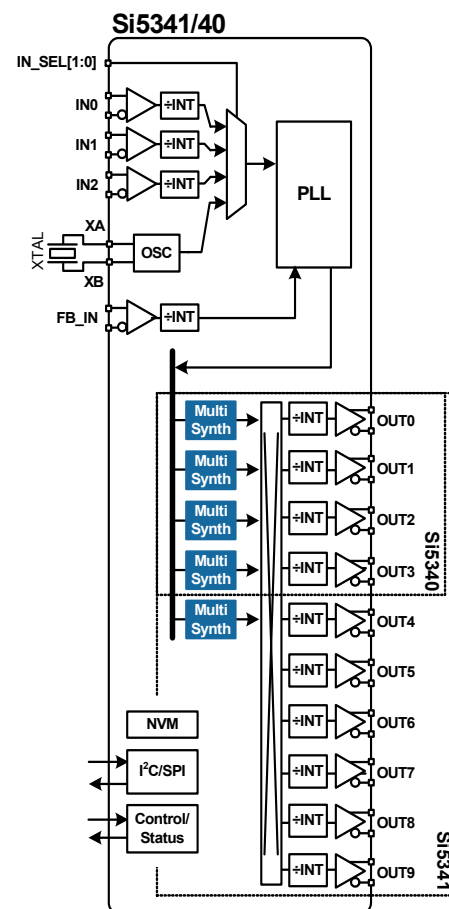 Si5341/40
IN_SEL[1:0]
IN0
÷INT
IN1
÷INT
IN2
÷INT
PLL
XA
XTAL
OSC
XB
FB_IN
÷INT
Multi
Synth
÷INT
OUT0
Multi
Synth
÷INT
OUT1
Multi
Synth
÷INT
OUT2
Multi
Synth
÷INT
OUT3
Si5340
Multi
Synth
÷INT
OUT4
÷INT
OUT5
÷INT
OUT6
NVM
I²C/SPI
÷INT
OUT7
Control/
Status
÷INT
OUT8
÷INT
OUT9
Si5341